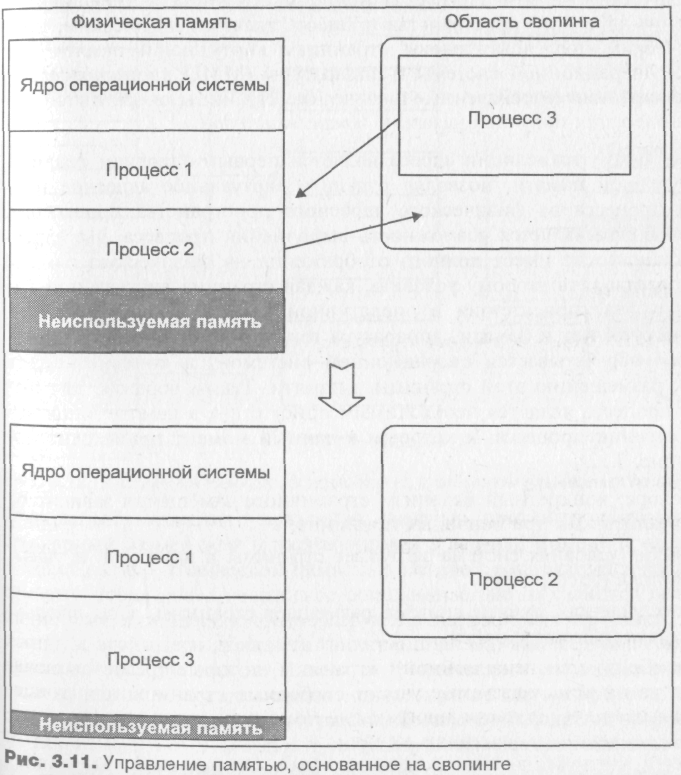 Физическая память
Область свопинга
Ядро операционной системы
Процесс 3
Процесс 1
Процесс 2
Неиспользуемая память
Ядро операционной системы
Процесс 1
Процесс 2
Процесс 3
Неиспользуемая память
Рис. 3.11. Управление памятью, основанное на свопинге